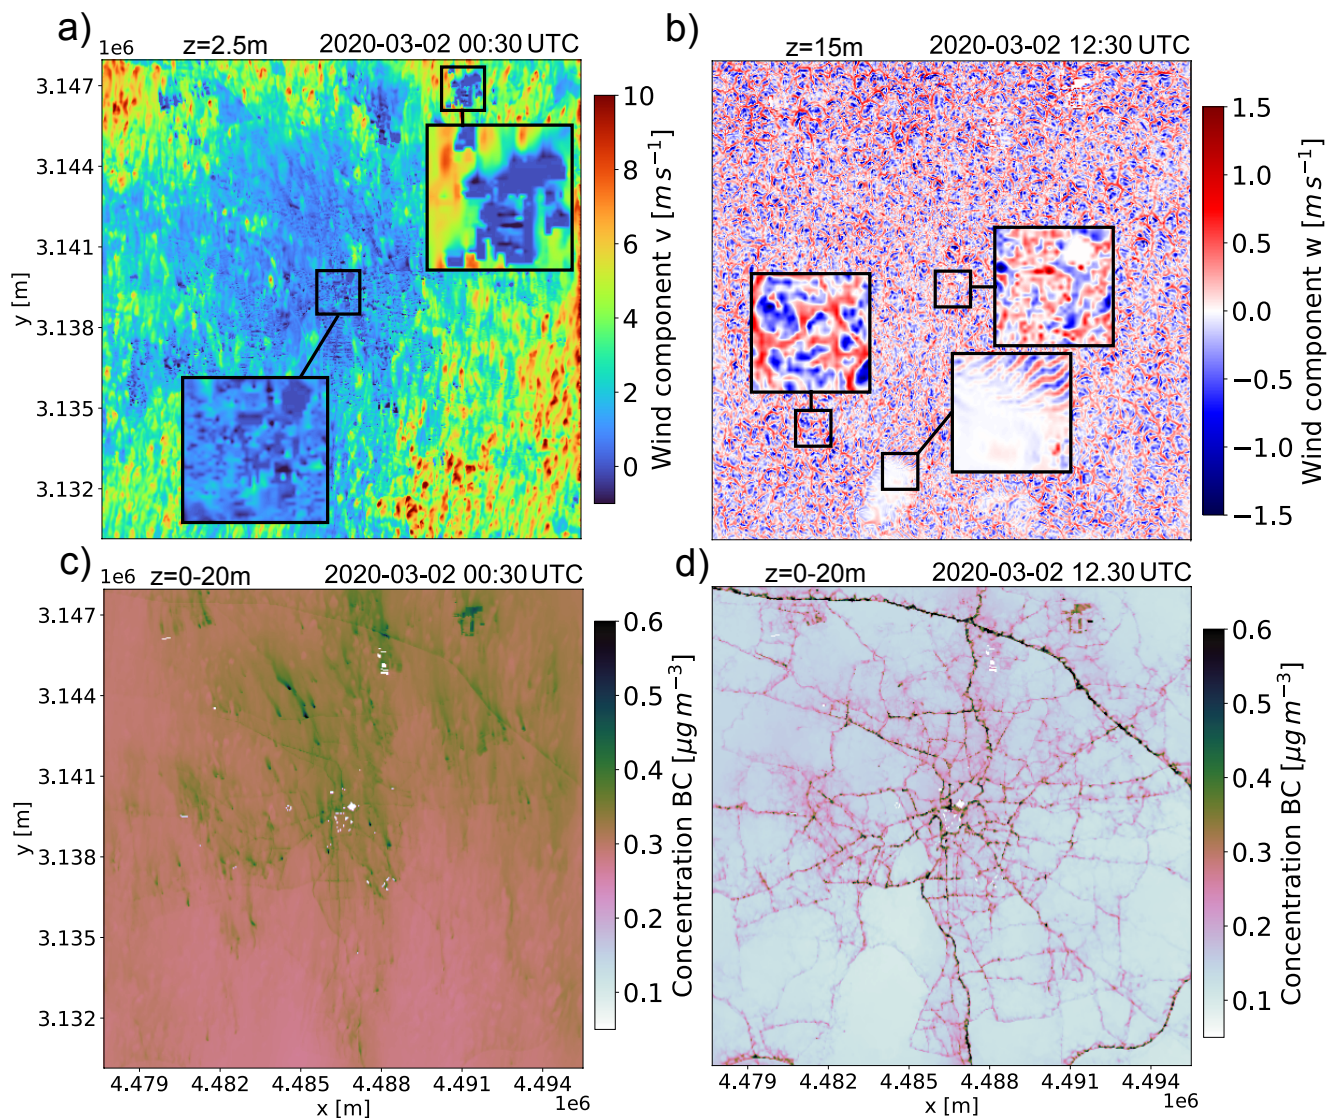 a)
1e6
z=2.5m
2020-03-02 00:30 UTC
3.147
3.144
3.141
3.138
3.135
3.132
y [m]
10
8
6
4
2
0
Wind component v [m s⁻¹]
b)
z=15m
2020-03-02 12:30 UTC
1.5
1.0
0.5
0.0
−0.5
−1.0
−1.5
Wind component w [m s⁻¹]
c)
1e6
z=0-20m
2020-03-02 00:30 UTC
3.147
3.144
3.141
3.138
3.135
3.132
y [m]
4.479 4.482 4.485 4.488 4.491 4.494
x [m]
1e6
0.6
0.5
0.4
0.3
0.2
0.1
Concentration BC [μg m⁻³]
d)
z=0-20m
2020-03-02 12.30 UTC
4.479 4.482 4.485 4.488 4.491 4.494
x [m]
1e6
0.6
0.5
0.4
0.3
0.2
0.1
Concentration BC [μg m⁻³]